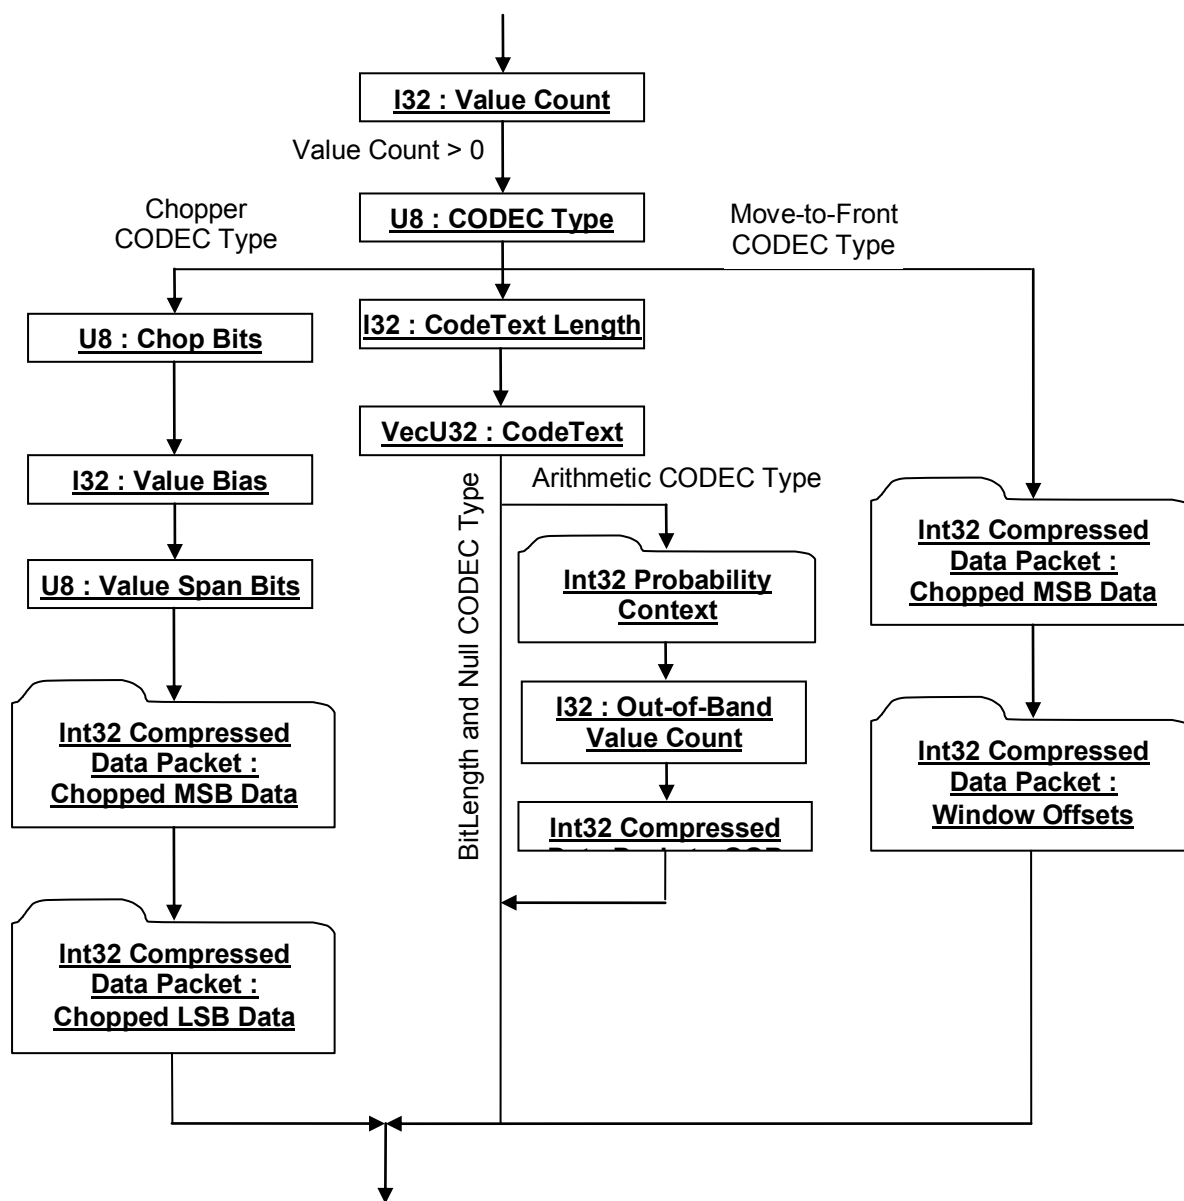 I32 : Value Count
Value Count > 0
U8 : CODEC Type
Chopper
CODEC Type
Move-to-Front
CODEC Type
U8 : Chop Bits
I32 : Value Bias
U8 : Value Span Bits
Int32 Compressed
Data Packet :
Chopped MSB Data
Int32 Compressed
Data Packet :
Chopped LSB Data
I32 : CodeText Length
VecU32 : CodeText
BitLength and Null CODEC Type
Arithmetic CODEC Type
Int32 Probability
Context
I32 : Out-of-Band
Value Count
Int32 Compressed
Int32 Compressed
Data Packet :
Chopped MSB Data
Int32 Compressed
Data Packet :
Window Offsets